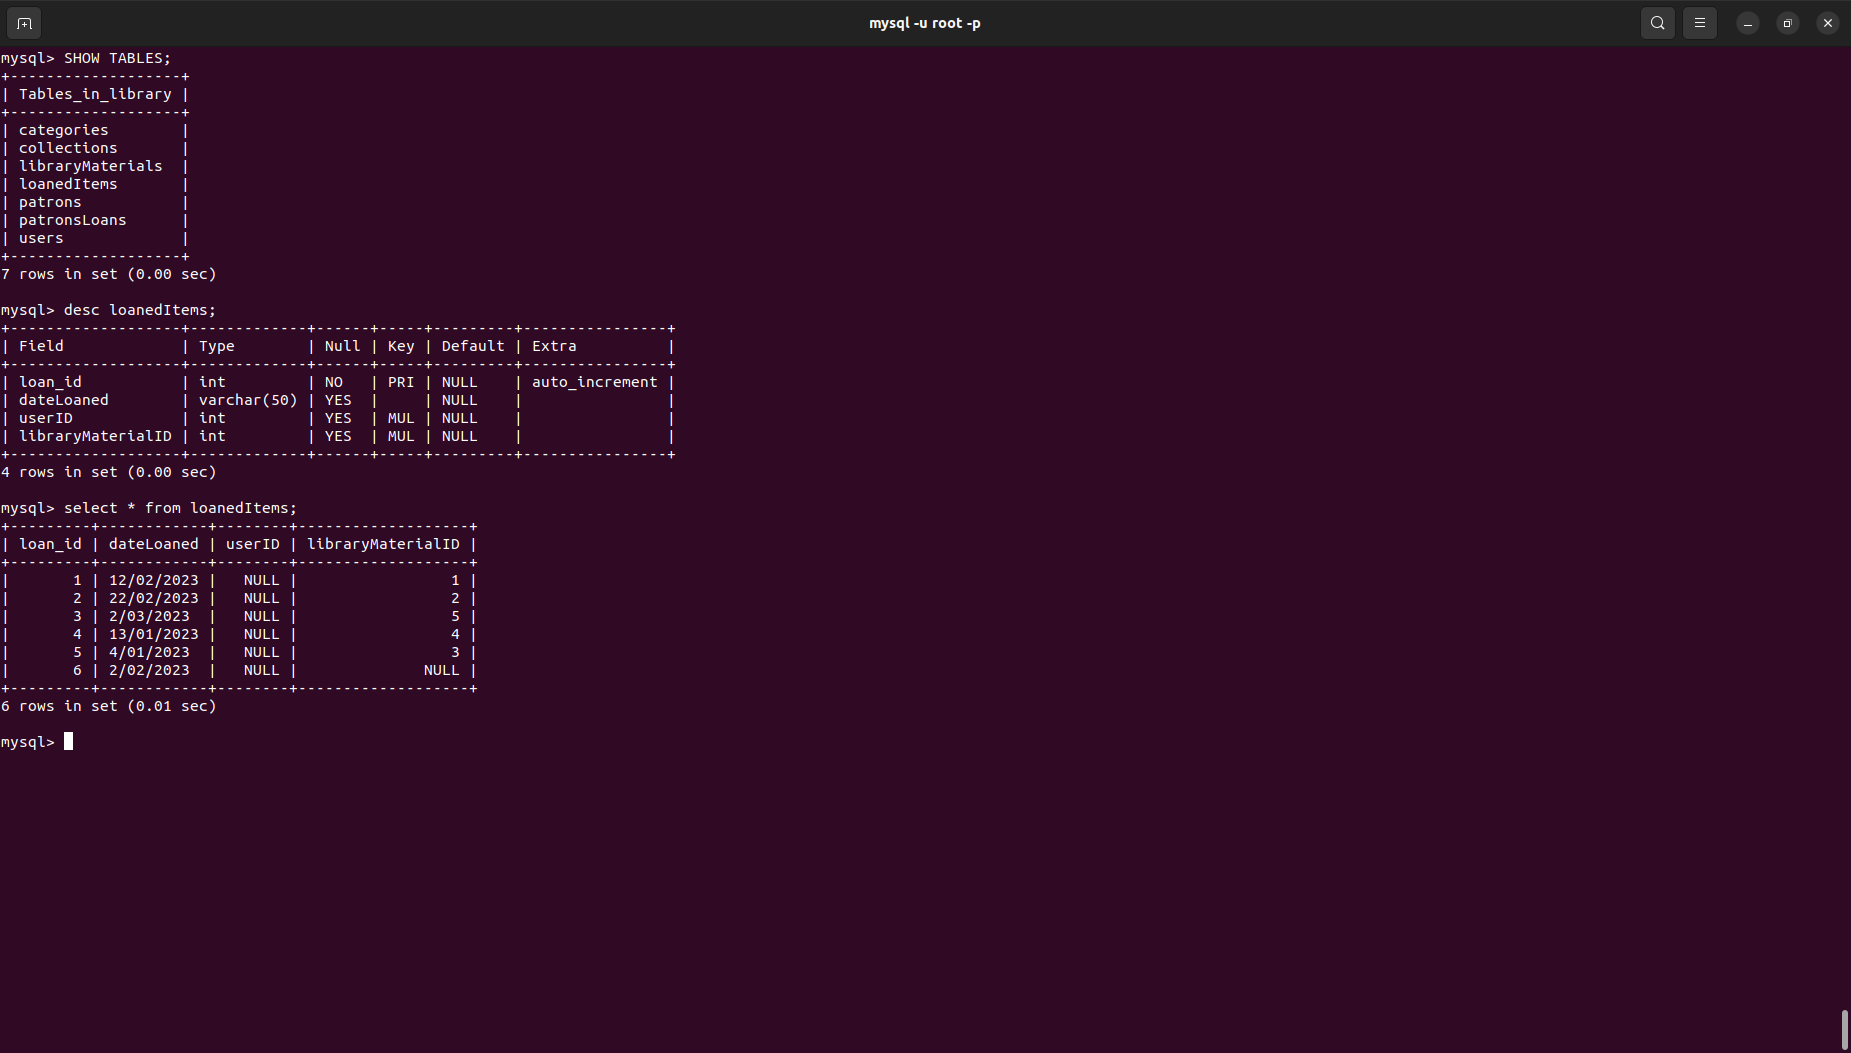 mysql -u root -p
mysql> SHOW TABLES;
+-------------------+
| Tables_in_library |
+-------------------+
| categories        |
| collections       |
| libraryMaterials  |
| loanedItems       |
| patrons           |
| patronsLoans      |
| users             |
+-------------------+
7 rows in set (0.00 sec)

mysql> desc loanedItems;
+-------------------+-------------+------+-----+---------+----------------+
| Field             | Type        | Null | Key | Default | Extra          |
+-------------------+-------------+------+-----+---------+----------------+
| loan_id           | int         | NO   | PRI | NULL    | auto_increment |
| dateLoaned        | varchar(50) | YES  |     | NULL    |                |
| userID            | int         | YES  | MUL | NULL    |                |
| libraryMaterialID | int         | YES  | MUL | NULL    |                |
+-------------------+-------------+------+-----+---------+----------------+
4 rows in set (0.00 sec)

mysql> select * from loanedItems;
+---------+------------+--------+-------------------+
| loan_id | dateLoaned | userID | libraryMaterialID |
+---------+------------+--------+-------------------+
|       1 | 12/02/2023 |   NULL |                 1 |
|       2 | 22/02/2023 |   NULL |                 2 |
|       3 | 2/03/2023  |   NULL |                 5 |
|       4 | 13/01/2023 |   NULL |                 4 |
|       5 | 4/01/2023  |   NULL |                 3 |
|       6 | 2/02/2023  |   NULL |              NULL |
+---------+------------+--------+-------------------+
6 rows in set (0.01 sec)

mysql>